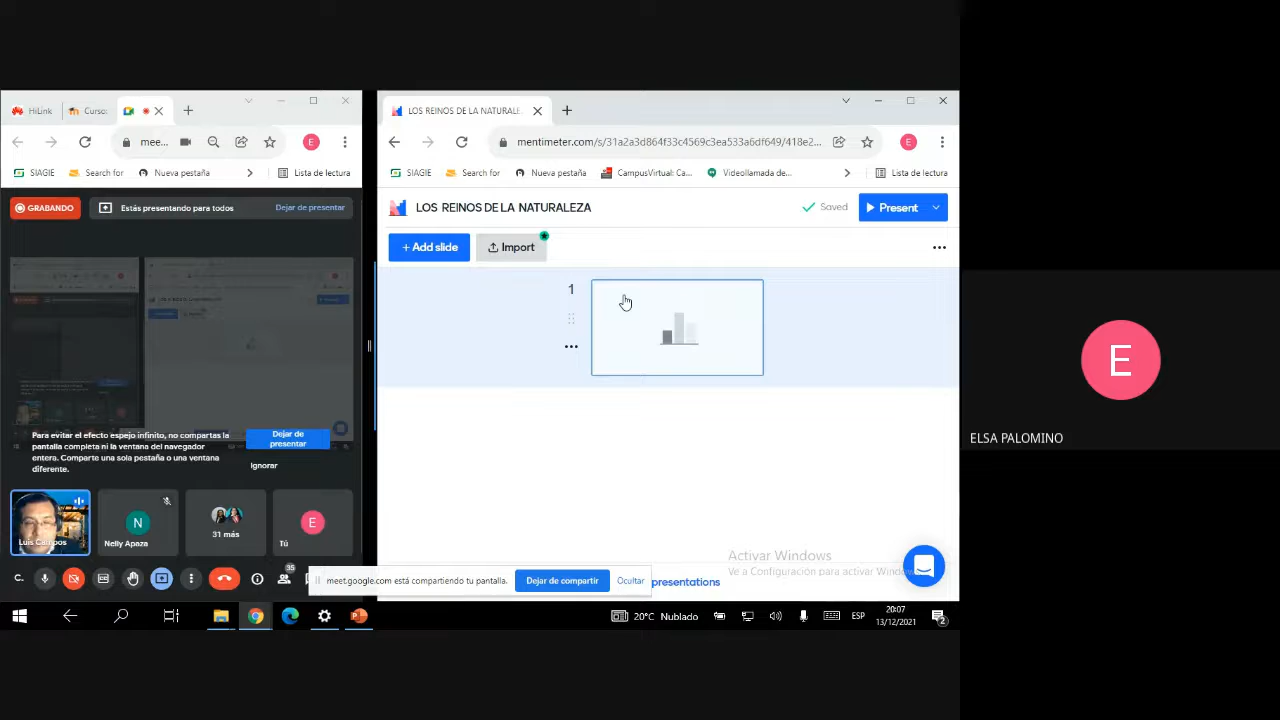 HiLink
Curso:
LOS REINOS DE LA NATURALE
mee...
mentimeter.com/s/31a2a3d864f33c4569c3ea533a6df649/418e2...
E
E
SIAGIE
Search for
Nueva pestaña
Lista de lectura
SIAGIE
Search for
Nueva pestaña
CampusVirtual: Ca...
Videollamada de...
Lista de lectura
GRABANDO
Estás presentando para todos
Dejar de presentar
LOS REINOS DE LA NATURALEZA
Saved
Present
+ Add slide
Import
1
Para evitar el efecto espejo infinito, no compartas la
pantalla completa ni la ventana del navegador
entera. Comparte una sola pestaña o una ventana
diferente.
Dejar de
presentar
Ignorar
E
ELSA PALOMINO
Luis Campos
N
Nelly Apaza
31 más
E
Tú
Activar Windows
Ve a Configuración para activar Windo
C.
35
meet.google.com está compartiendo tu pantalla.
Dejar de compartir
Ocultar
presentations
20°C Nublado
ESP
20:07
13/12/2021
2